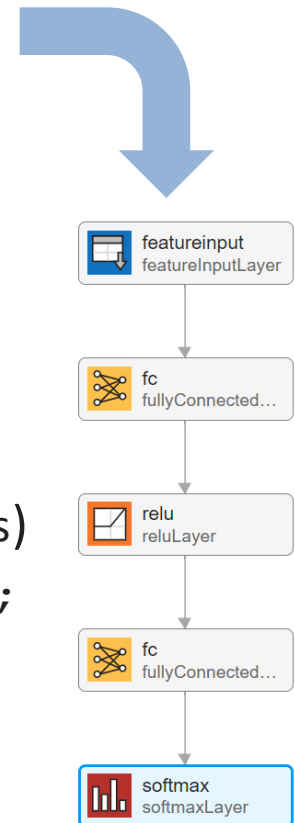 featureinput
featureInputLayer
fc
fullyConnected...
s)
relu
reluLayer
;
fc
fullyConnected...
softmax
softmaxLayer